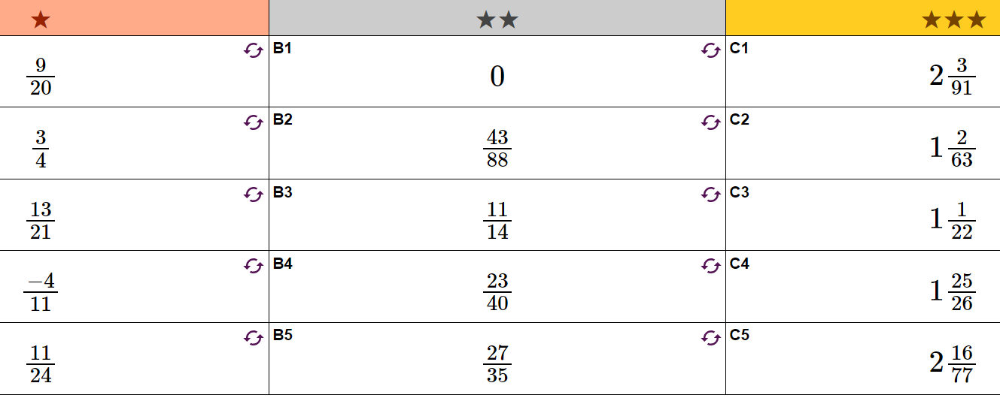 ★ ★★ ★★★
9/20 B1 0 C1 2 3/91
3/4 B2 43/88 C2 1 2/63
13/21 B3 11/14 C3 1 1/22
-4/11 B4 23/40 C4 1 25/26
11/24 B5 27/35 C5 2 16/77